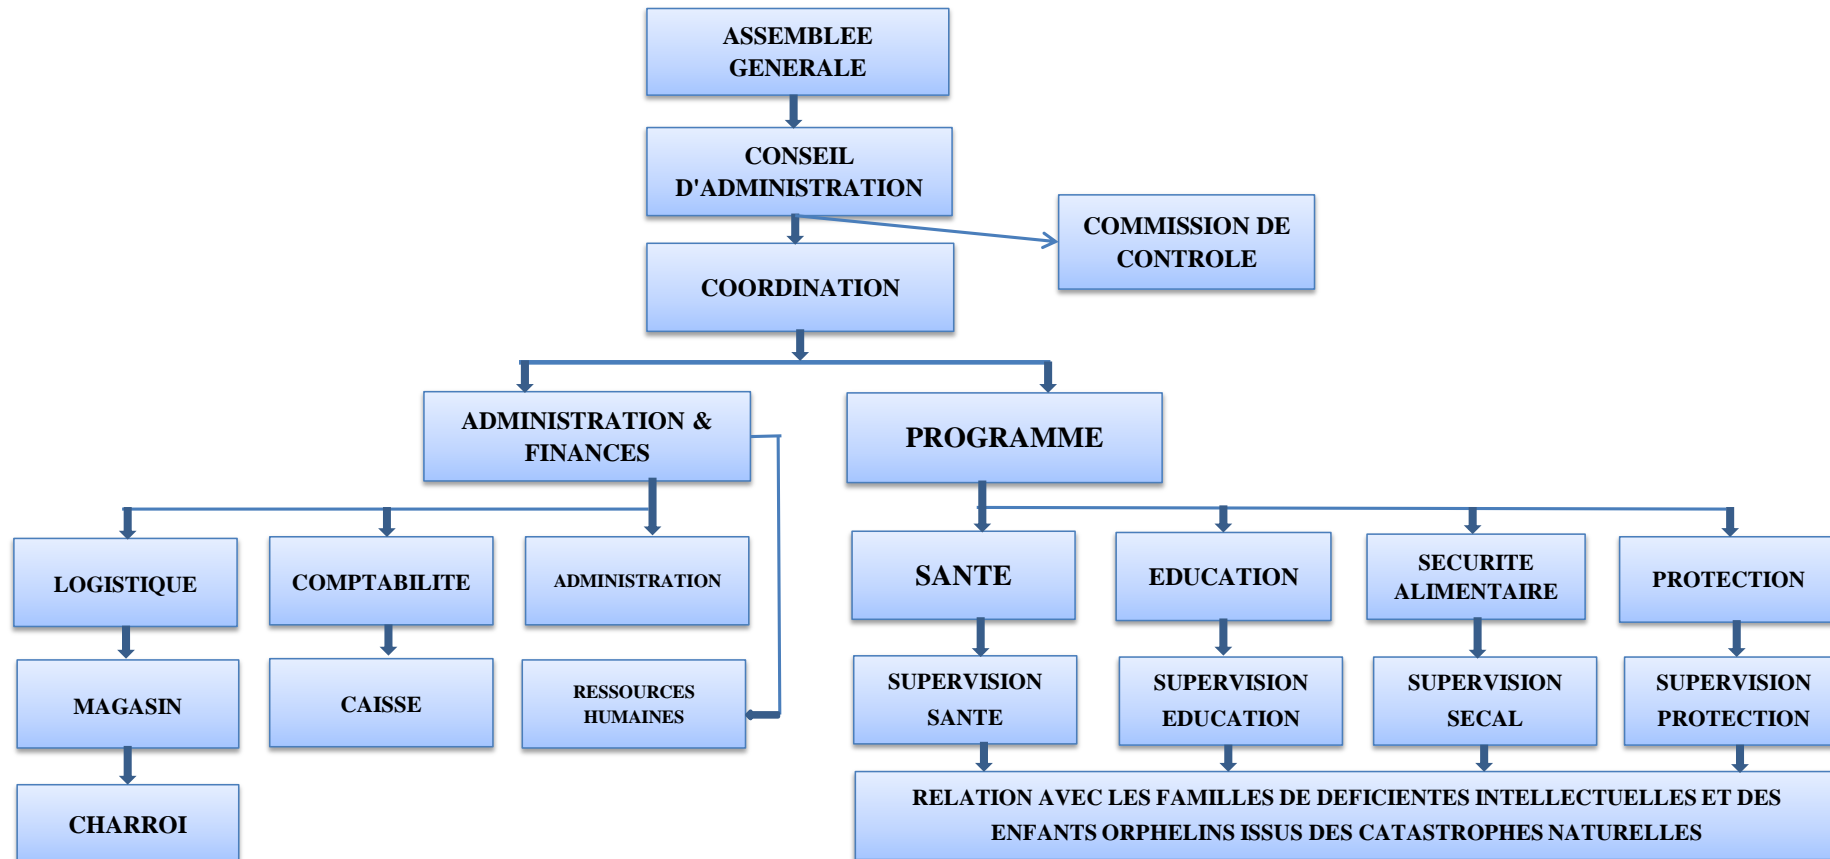 ASSEMBLEE
GENERALE
CONSEIL
D'ADMINISTRATION
COMMISSION DE
CONTROLE
COORDINATION
ADMINISTRATION &
FINANCES
PROGRAMME
LOGISTIQUE
COMPTABILITE
ADMINISTRATION
SANTE
EDUCATION
SECURITE
ALIMENTAIRE
PROTECTION
MAGASIN
CAISSE
RESSOURCES
HUMAINES
SUPERVISION
SANTE
SUPERVISION
EDUCATION
SUPERVISION
SECAL
SUPERVISION
PROTECTION
CHARROI
RELATION AVEC LES FAMILLES DE DEFICIENTES INTELLECTUELLES ET DES
ENFANTS ORPHELINS ISSUS DES CATASTROPHES NATURELLES